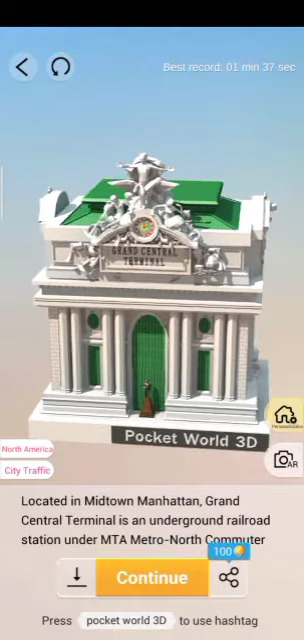 Best record: 01 min 37 sec
GRAND CENTRAL
TERMINAL
Pocket World 3D
Personalization
AR
North America
City Traffic
Located in Midtown Manhattan, Grand
Central Terminal is an underground railroad
station under MTA Metro-North Commuter
100
Continue
Press pocket world 3D to use hashtag